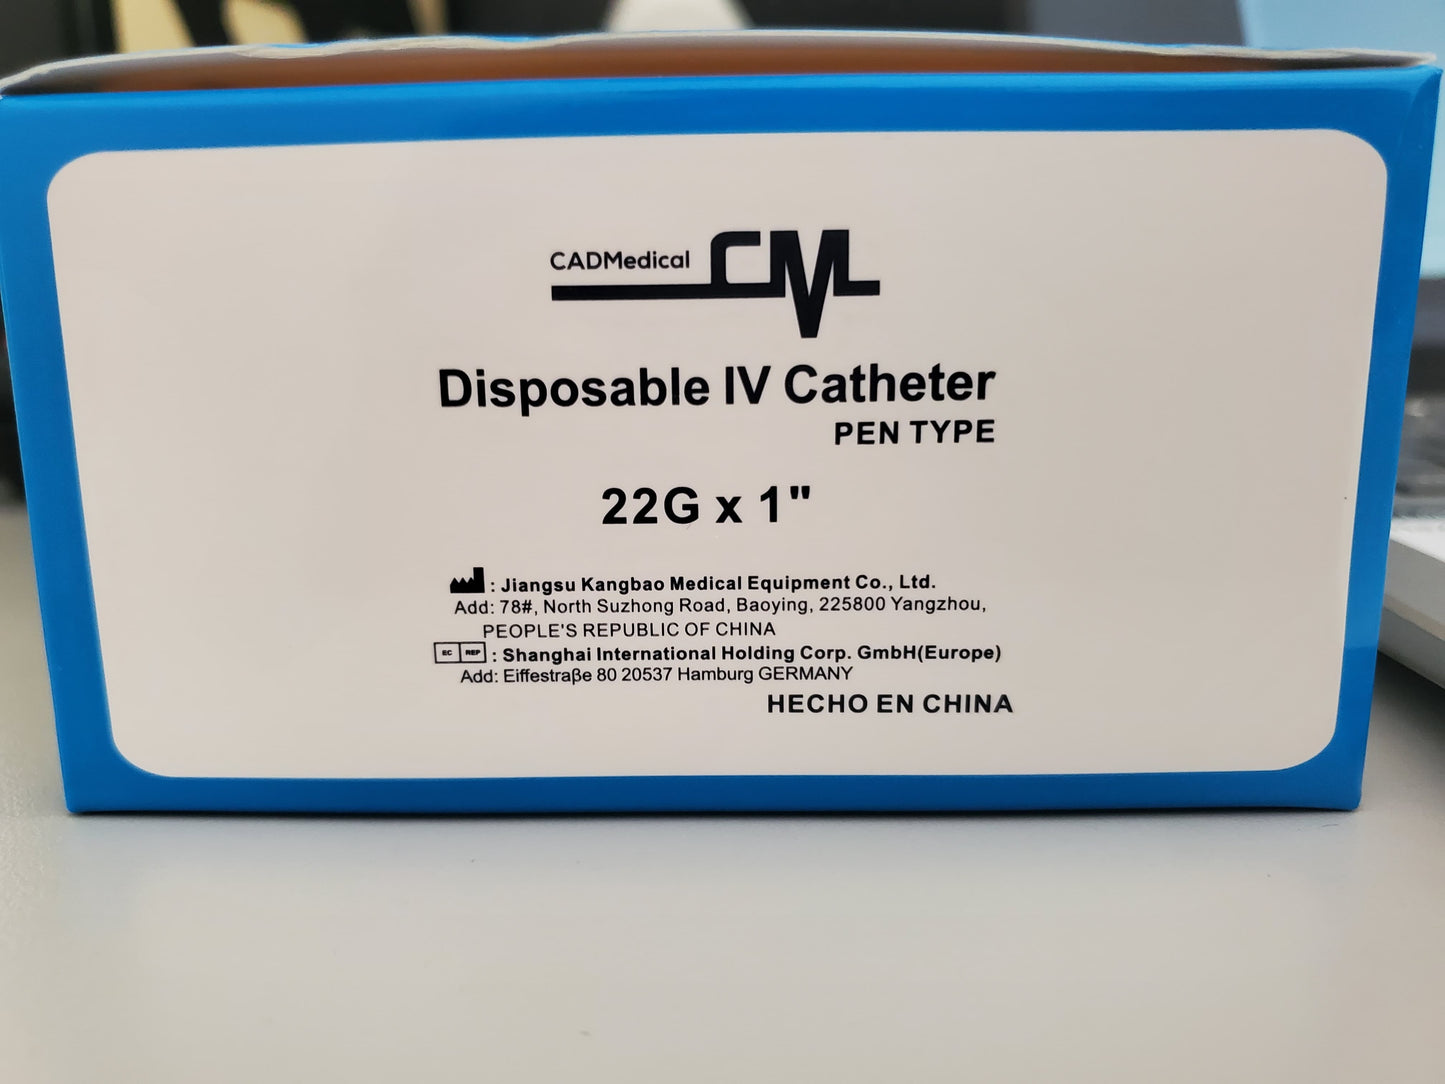 CADMedical CML
Disposable IV Catheter
PEN TYPE
22G x 1"
: Jiangsu Kangbao Medical Equipment Co., Ltd.
Add: 78#, North Suzhong Road, Baoying, 225800 Yangzhou,
PEOPLE'S REPUBLIC OF CHINA
EC REP : Shanghai International Holding Corp. GmbH(Europe)
Add: Eiffestraβe 80 20537 Hamburg GERMANY
HECHO EN CHINA